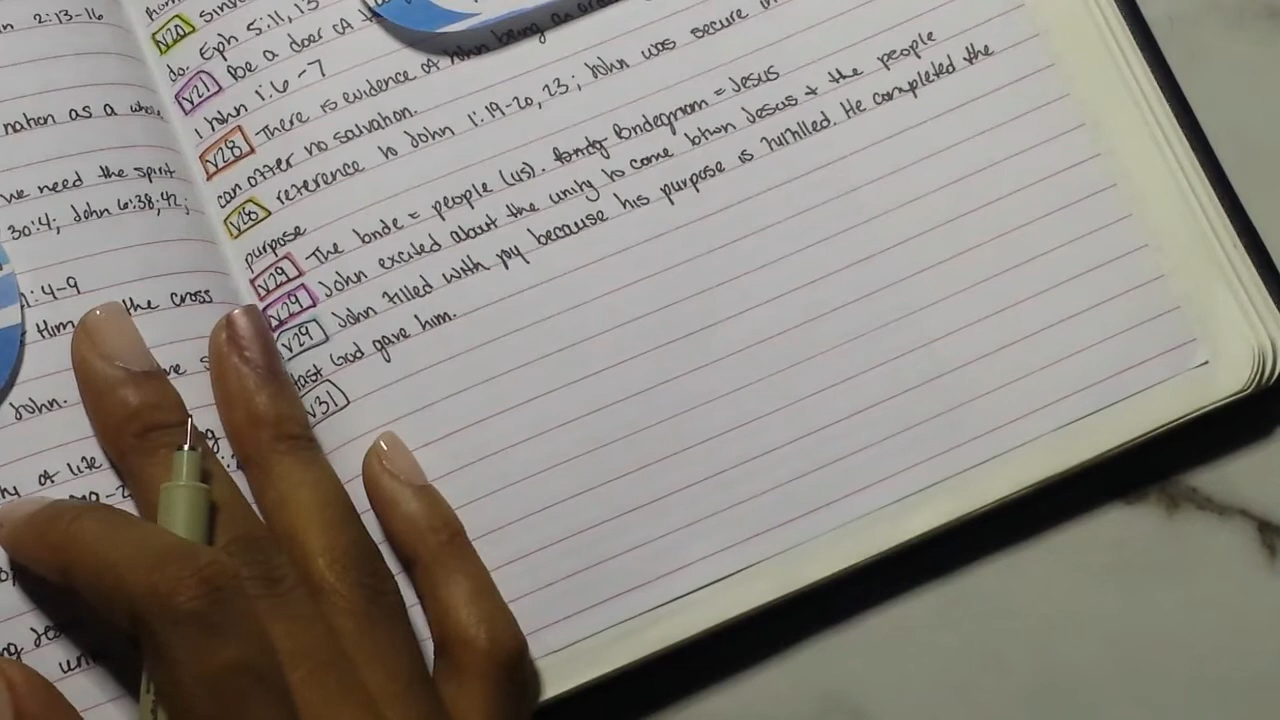 2:13-16
nation as a whole
we need the spirit
30:4; John 6:38, 42;
1:4-9
Him the cross
John.
of life
v20 sins
do. Eph 5:11, 13
v21 Be a doer of
1 John 1:6-7
v28 There is evidence of John being an
can offer no salvation.
v28 reference to John 1:19-20, 23; John was secure in
purpose
v29 The bride = people (us). Bridegroom = Jesus
v29 John excited about the unity to come btwn Jesus + the people
v29 John filled with joy because his purpose is fulfilled. He completed the
task God gave him.
v31